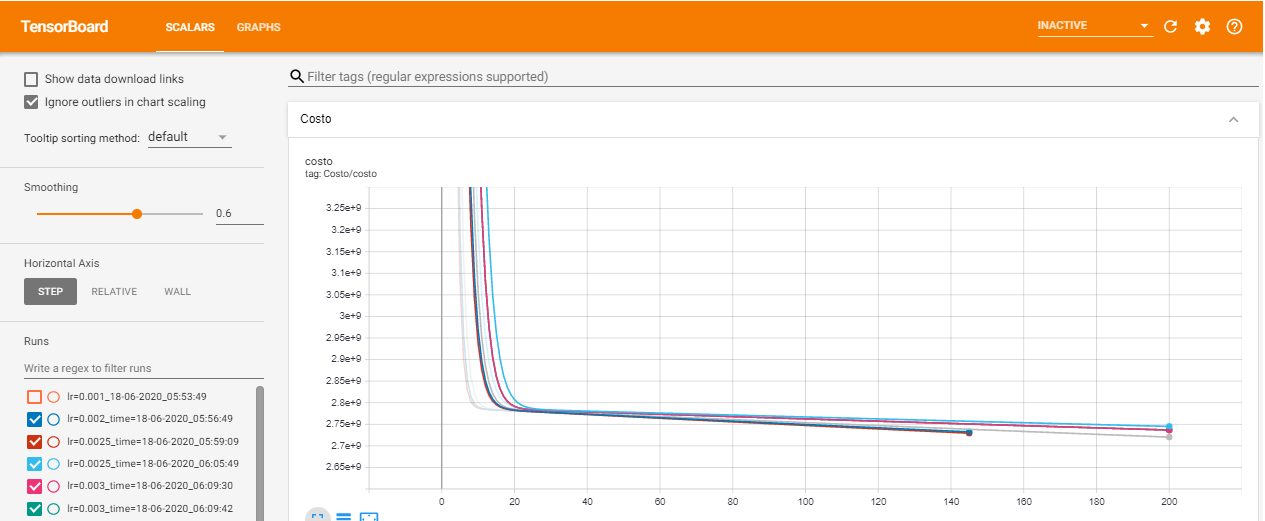 TensorBoard SCALARS GRAPHS INACTIVE
Show data download links
Ignore outliers in chart scaling
Tooltip sorting method: default
Smoothing
0.6
Horizontal Axis
STEP RELATIVE WALL
Runs
Write a regex to filter runs
lr=0.001_18-06-2020_05:53:49
lr=0.002_time=18-06-2020_05:56:49
lr=0.0025_time=18-06-2020_05:59:09
lr=0.0025_time=18-06-2020_06:05:49
lr=0.003_time=18-06-2020_06:09:30
lr=0.003_time=18-06-2020_06:09:42
Filter tags (regular expressions supported)
Costo
costo
tag: Costo/costo
3.25e+9
3.2e+9
3.15e+9
3.1e+9
3.05e+9
3e+9
2.95e+9
2.9e+9
2.85e+9
2.8e+9
2.75e+9
2.7e+9
2.65e+9
0 20 40 60 80 100 120 140 160 180 200